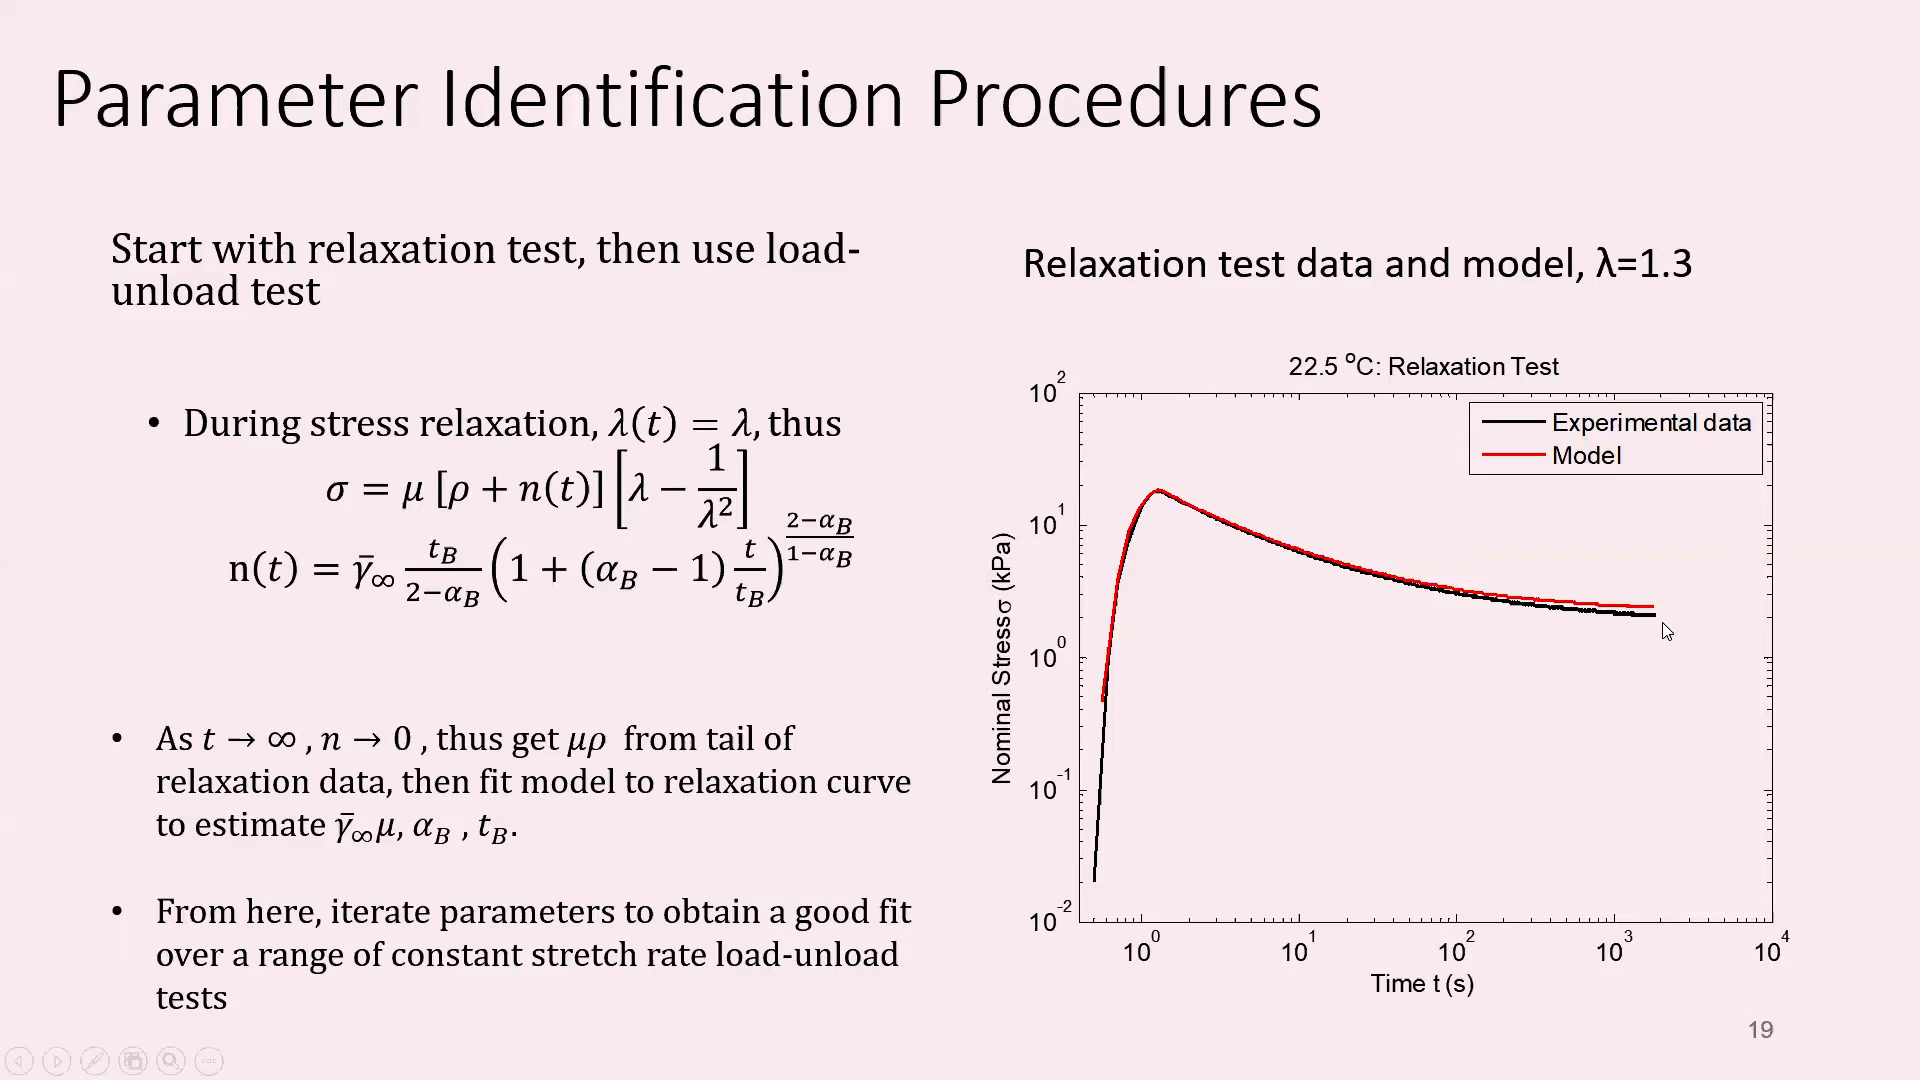 Parameter Identification Procedures
Start with relaxation test, then use load-
unload test
• During stress relaxation, λ(t) = λ, thus
σ = μ [ρ + n(t)] [λ − 1/λ²]
n(t) = γ̄∞ t_B/(2−α_B) (1 + (α_B − 1) t/t_B)^((2−α_B)/(1−α_B))
• As t → ∞ , n → 0 , thus get μρ from tail of
relaxation data, then fit model to relaxation curve
to estimate γ̄∞μ, α_B , t_B.
• From here, iterate parameters to obtain a good fit
over a range of constant stretch rate load-unload
tests
Relaxation test data and model, λ=1.3
22.5 °C: Relaxation Test
Experimental data
Model
Nominal Stress σ (kPa)
10²
10¹
10⁰
10⁻¹
10⁻²
10⁰ 10¹ 10² 10³ 10⁴
Time t (s)
19